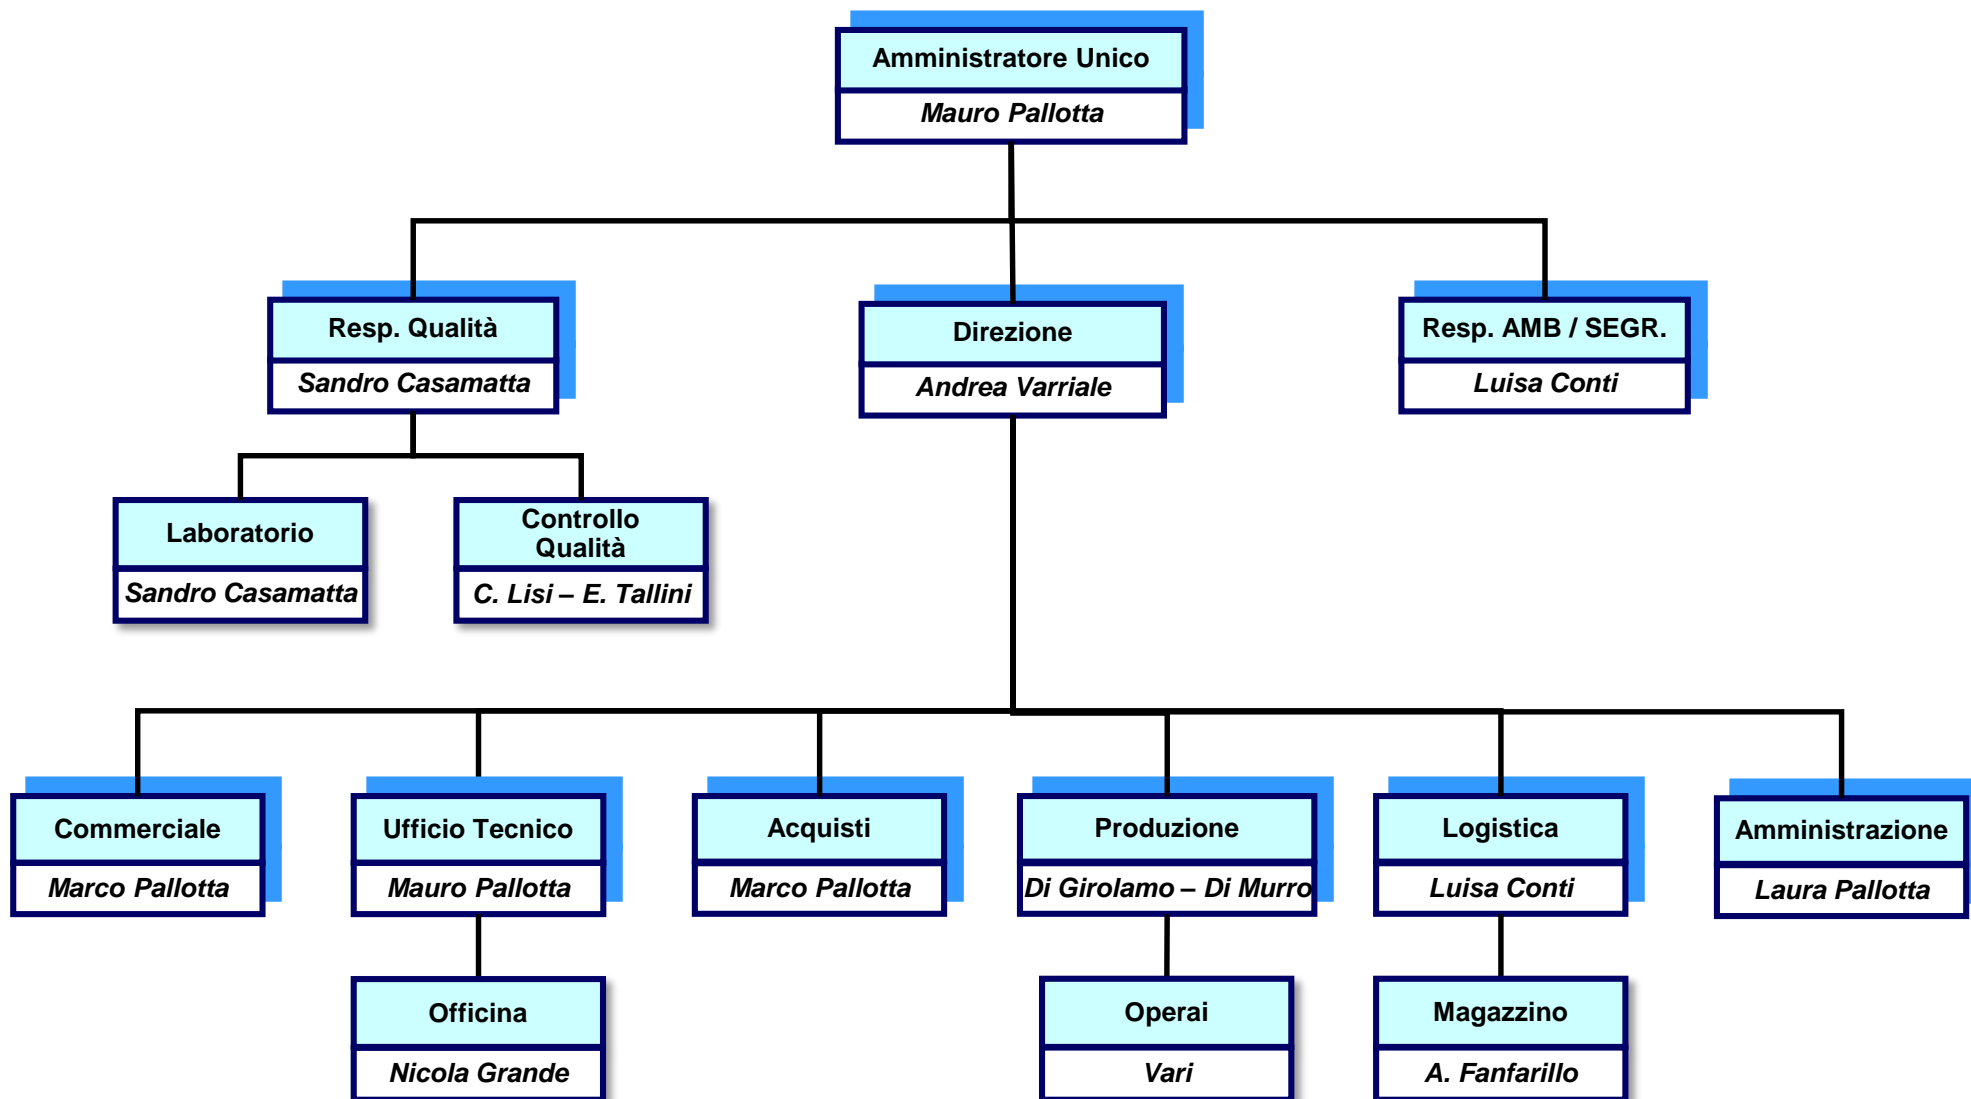 Amministratore Unico
Mauro Pallotta
Resp. Qualità
Sandro Casamatta
Direzione
Andrea Varriale
Resp. AMB / SEGR.
Luisa Conti
Laboratorio
Sandro Casamatta
Controllo
Qualità
C. Lisi – E. Tallini
Commerciale
Marco Pallotta
Ufficio Tecnico
Mauro Pallotta
Acquisti
Marco Pallotta
Produzione
Di Girolamo – Di Murro
Logistica
Luisa Conti
Amministrazione
Laura Pallotta
Officina
Nicola Grande
Operai
Vari
Magazzino
A. Fanfarillo